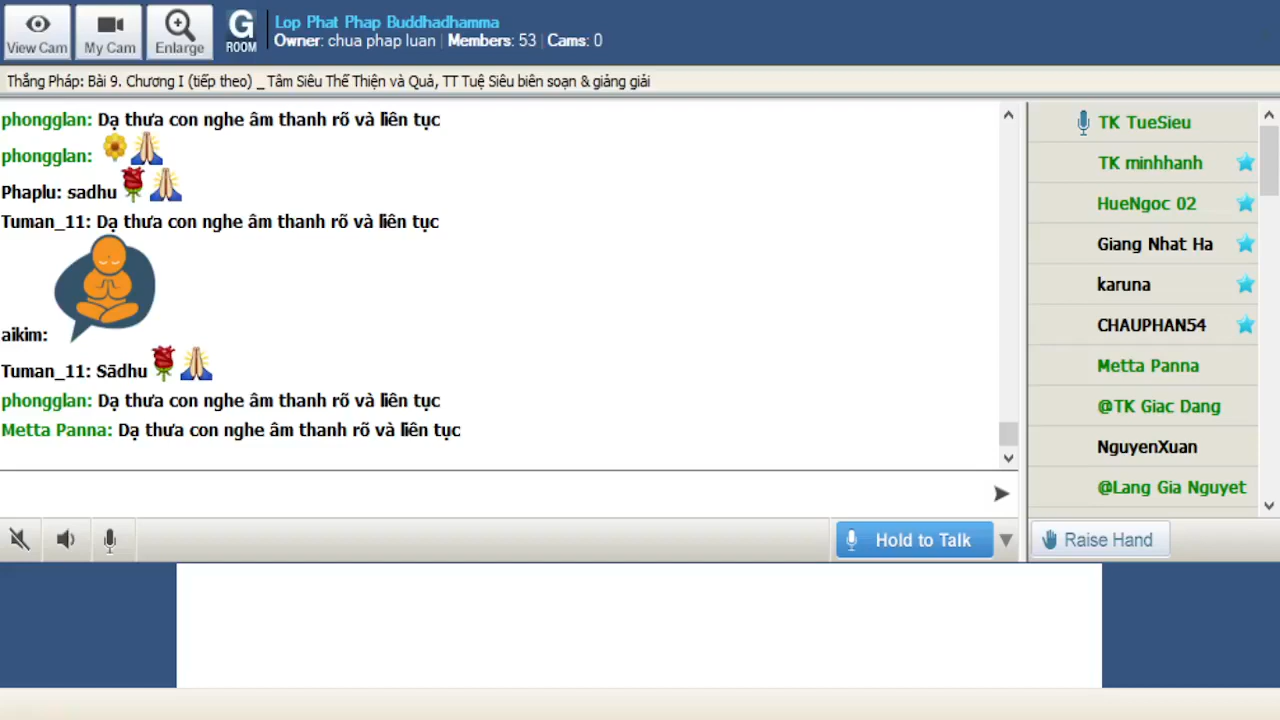 View Cam
My Cam
Enlarge
G
ROOM
Lop Phat Phap Buddhadhamma
Owner: chua phap luan | Members: 53 | Cams: 0
Thắng Pháp: Bài 9. Chương I (tiếp theo) _ Tâm Siêu Thế Thiện và Quả, TT Tuệ Siêu biên soạn & giảng giải
phongglan: Dạ thưa con nghe âm thanh rõ và liên tục
phongglan:
Phaplu: sadhu
Tuman_11: Dạ thưa con nghe âm thanh rõ và liên tục
aikim:
Tuman_11: Sādhu
phongglan: Dạ thưa con nghe âm thanh rõ và liên tục
Metta Panna: Dạ thưa con nghe âm thanh rõ và liên tục
TK TueSieu
TK minhhanh
HueNgoc 02
Giang Nhat Ha
karuna
CHAUPHAN54
Metta Panna
@TK Giac Dang
NguyenXuan
@Lang Gia Nguyet
Hold to Talk
Raise Hand